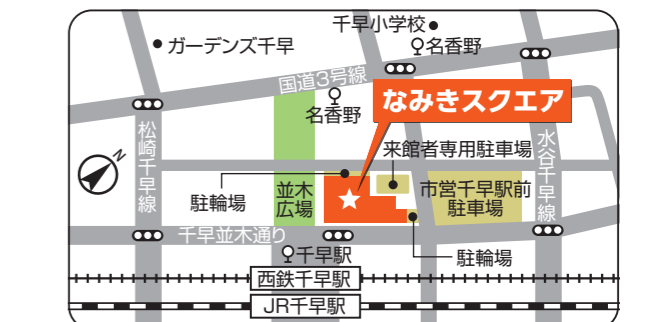 千早小学校
ガーデンズ千早
名香野
国道3号線
名香野
なみきスクエア
松崎千早線
水谷千早線
来館者専用駐車場
N
駐輪場
並木
広場
市営千早駅前
駐車場
千早並木通り
千早駅
駐輪場
西鉄千早駅
JR千早駅